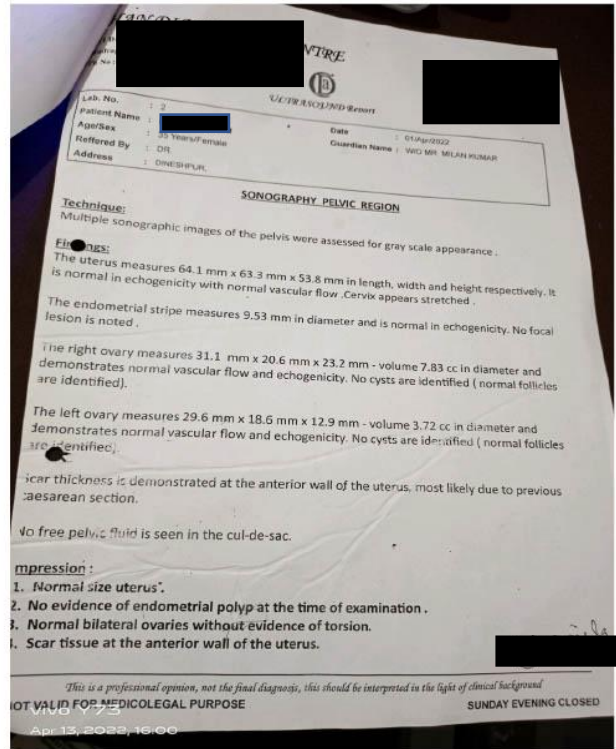 NTRE
ULTRASOUND Report
Lab. No. : 2
Patient Name :
Age/Sex : 35 Years/Female
Reffered By : DR.
Address : DINESHPUR,
Date : 01/Apr/2022
Guardian Name : W/O MR. MILAN KUMAR
SONOGRAPHY PELVIC REGION
Technique:
Multiple sonographic images of the pelvis were assessed for gray scale appearance .
Fi ngs:
The uterus measures 64.1 mm x 63.3 mm x 53.8 mm in length, width and height respectively. It
is normal in echogenicity with normal vascular flow .Cervix appears stretched .
The endometrial stripe measures 9.53 mm in diameter and is normal in echogenicity. No focal
lesion is noted .
The right ovary measures 31.1 mm x 20.6 mm x 23.2 mm - volume 7.83 cc in diameter and
demonstrates normal vascular flow and echogenicity. No cysts are identified ( normal follicles
are identified).
The left ovary measures 29.6 mm x 18.6 mm x 12.9 mm - volume 3.72 cc in diameter and
demonstrates normal vascular flow and echogenicity. No cysts are identified ( normal follicles
are identified).
scar thickness is demonstrated at the anterior wall of the uterus, most likely due to previous
caesarean section.
No free pelvic fluid is seen in the cul-de-sac.
mpression :
1. Normal size uterus .
2. No evidence of endometrial polyp at the time of examination .
3. Normal bilateral ovaries without evidence of torsion.
. Scar tissue at the anterior wall of the uterus.
This is a professional opinion, not the final diagnosis, this should be interpreted in the light of clinical background
OT VALID FOR MEDICOLEGAL PURPOSE
SUNDAY EVENING CLOSED
vivo Y73
Apr 13, 2022, 16:00